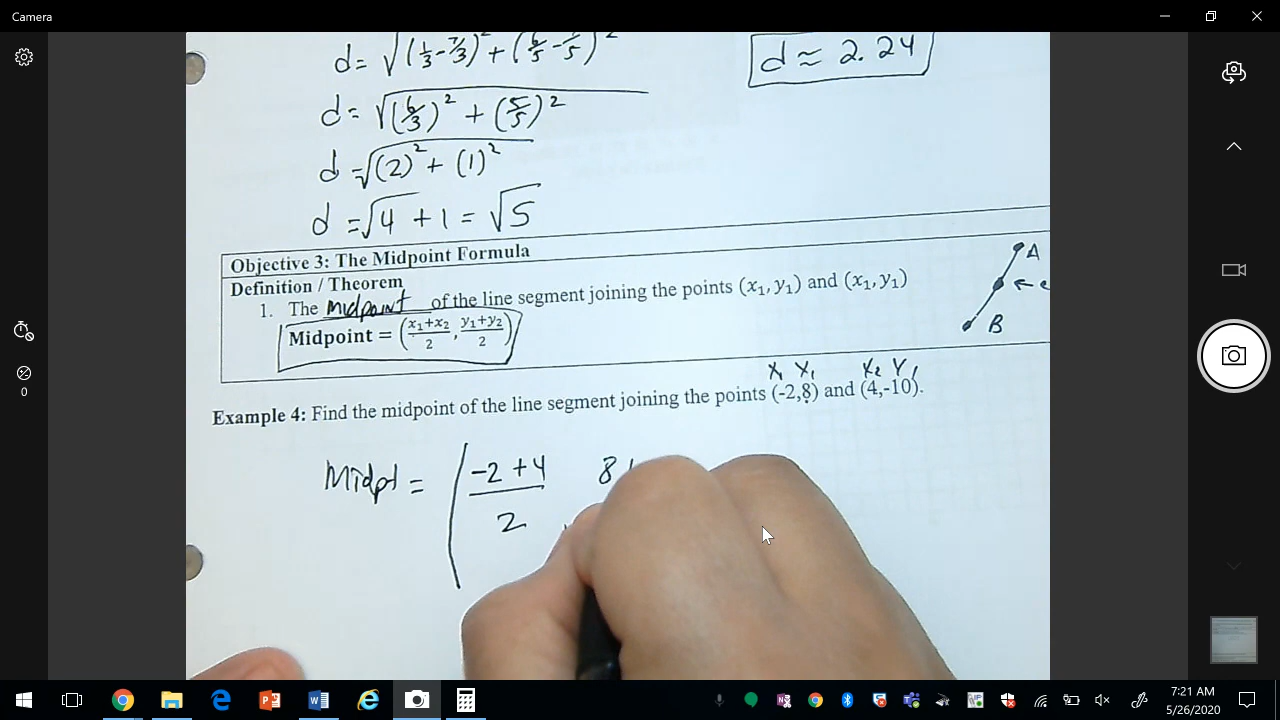 Camera
d = √(1/3 - 7/3)² + (6/5 - 1/5)²
d ≈ 2.24
d = √(6/3)² + (5/5)²
d = √(2)² + (1)²
d = √4 + 1 = √5
Objective 3: The Midpoint Formula
Definition / Theorem
1. The midpoint of the line segment joining the points (x₁, y₁) and (x₁, y₁)
Midpoint = (x₁+x₂/2, y₁+y₂/2)
A
B
Example 4: Find the midpoint of the line segment joining the points (-2,8) and (4,-10).
Midpt = ( -2 + 4 / 2 8
0
7:21 AM
5/26/2020